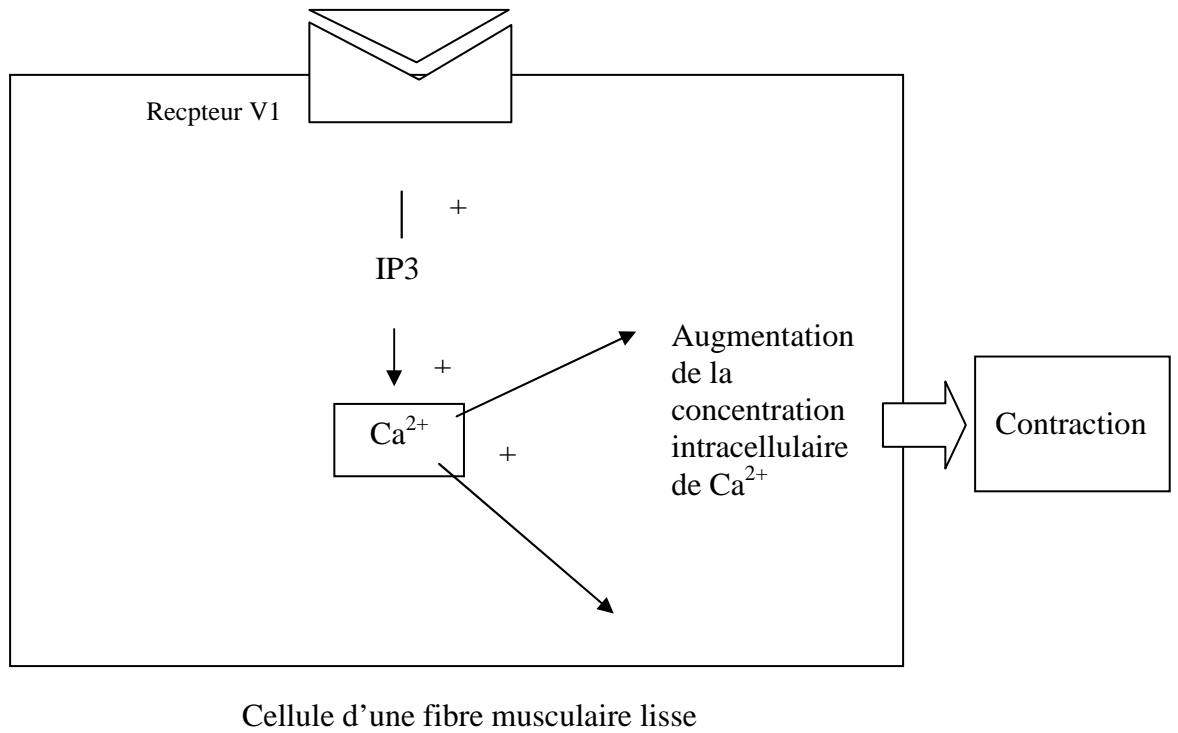 Recpteur V1
+
IP3
+
Ca²⁺
+
Augmentation
de la
concentration
intracellulaire
de Ca²⁺
Contraction
Cellule d’une fibre musculaire lisse